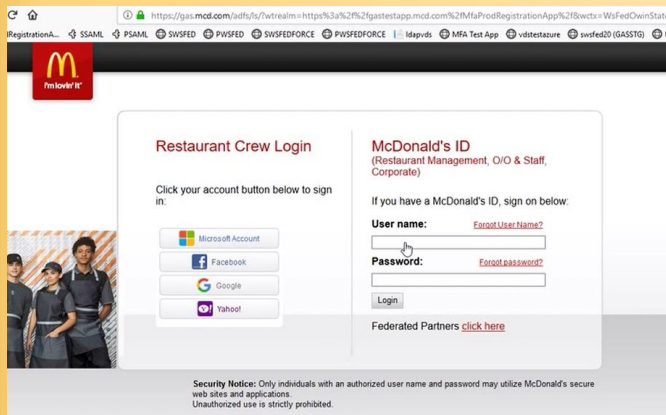 https://gas.mcd.com/adfs/ls/?wtrealm=https%3a%2f%2fgastestapp.mcd.com%2fMfaProdRegistrationApp%2f&wctx=WsFedOwinState
RegistrationA... SSAML PSAML SWSFED PWSFED SWSFEDFORCE PWSFEDFORCE ldapvds MFA Test App vdstestazure swsfed20 (GASSTG)
i'm lovin' it
Restaurant Crew Login
Click your account button below to sign
in:
Microsoft Account
Facebook
Google
Yahoo!
McDonald's ID
(Restaurant Management, O/O & Staff,
Corporate)
If you have a McDonald's ID, sign on below:
User name: Forgot User Name?
Password: Forgot password?
Login
Federated Partners click here
Security Notice: Only individuals with an authorized user name and password may utilize McDonald's secure
web sites and applications.
Unauthorized use is strictly prohibited.